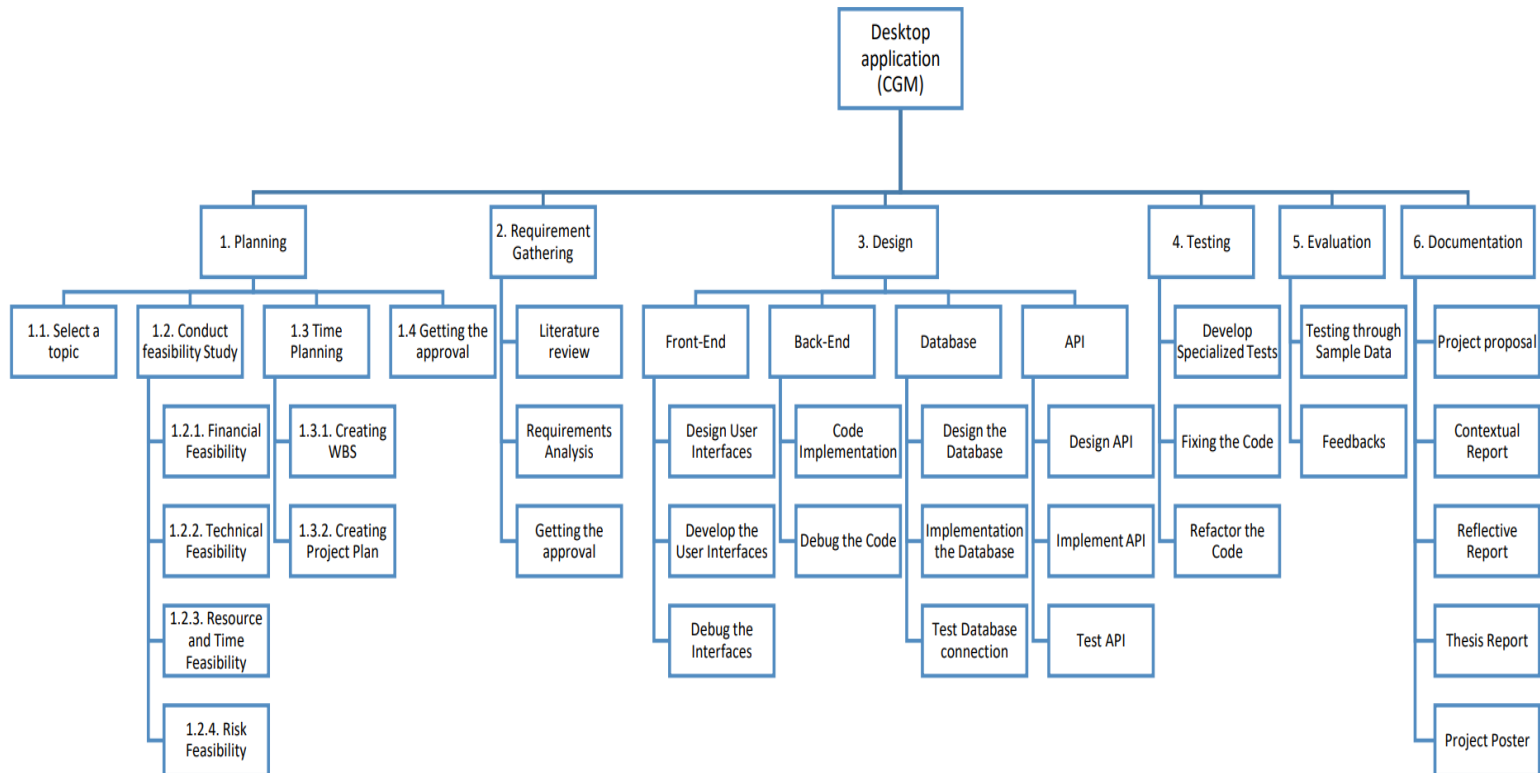 Desktop
application
(CGM)
1. Planning
2. Requirement
Gathering
3. Design
4. Testing
5. Evaluation
6. Documentation
1.1. Select a
topic
1.2. Conduct
feasibility Study
1.3 Time
Planning
1.4 Getting the
approval
Literature
review
Front-End
Back-End
Database
API
Develop
Specialized Tests
Testing through
Sample Data
Project proposal
1.2.1. Financial
Feasibility
1.3.1. Creating
WBS
Requirements
Analysis
Design User
Interfaces
Code
Implementation
Design the
Database
Design API
Fixing the Code
Feedbacks
Contextual
Report
1.2.2. Technical
Feasibility
1.3.2. Creating
Project Plan
Getting the
approval
Develop the
User Interfaces
Debug the Code
Implementation
the Database
Implement API
Refactor the
Code
Reflective
Report
1.2.3. Resource
and Time
Feasibility
Debug the
Interfaces
Test Database
connection
Test API
Thesis Report
1.2.4. Risk
Feasibility
Project Poster